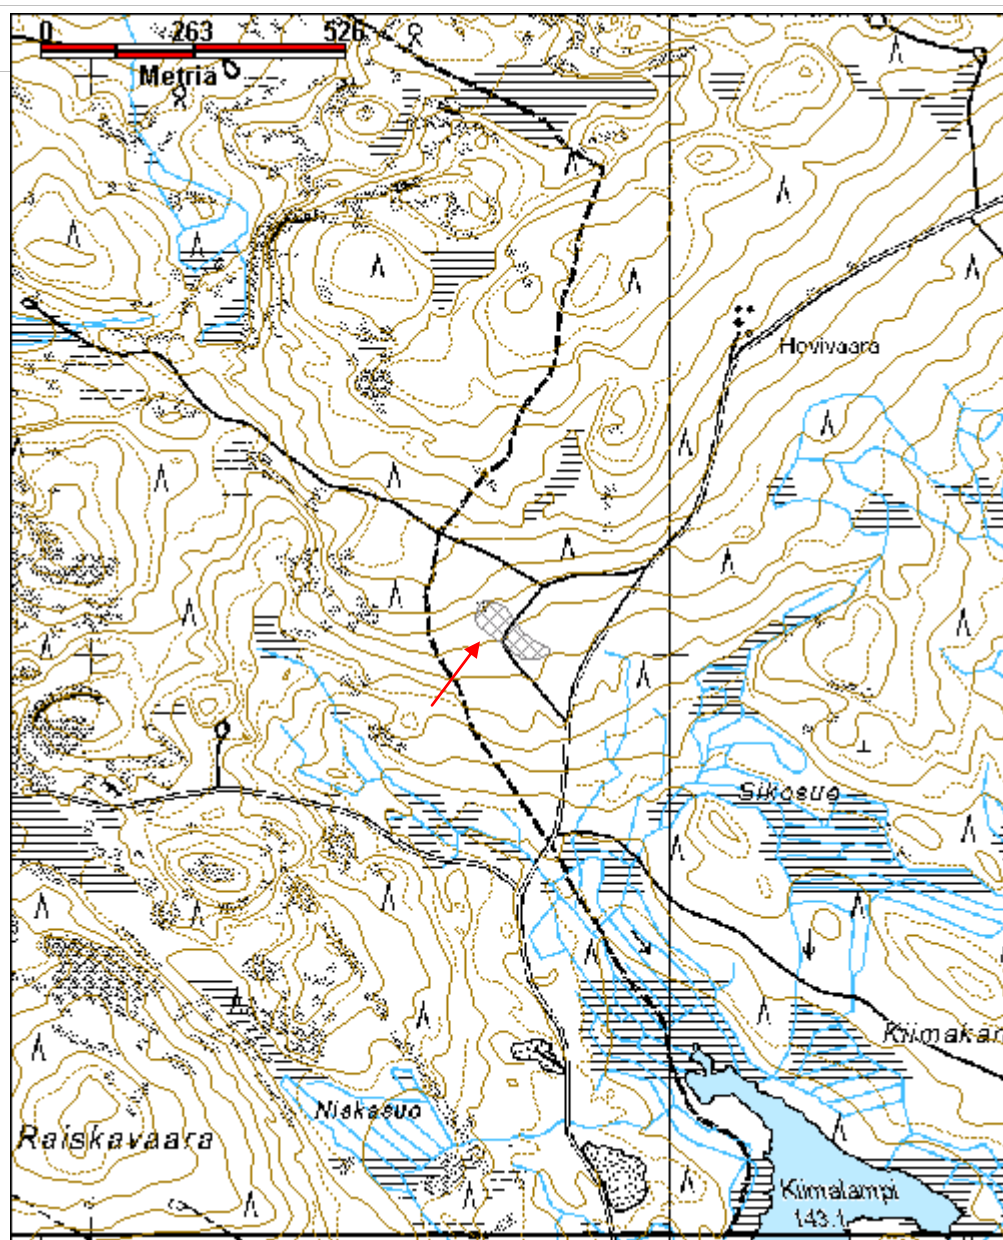 0 263 526
Metriä
Hovivaara
Sikosuo
Kiimakan
Niskasuo
Raiskavaara
Kiimalampi
143.1